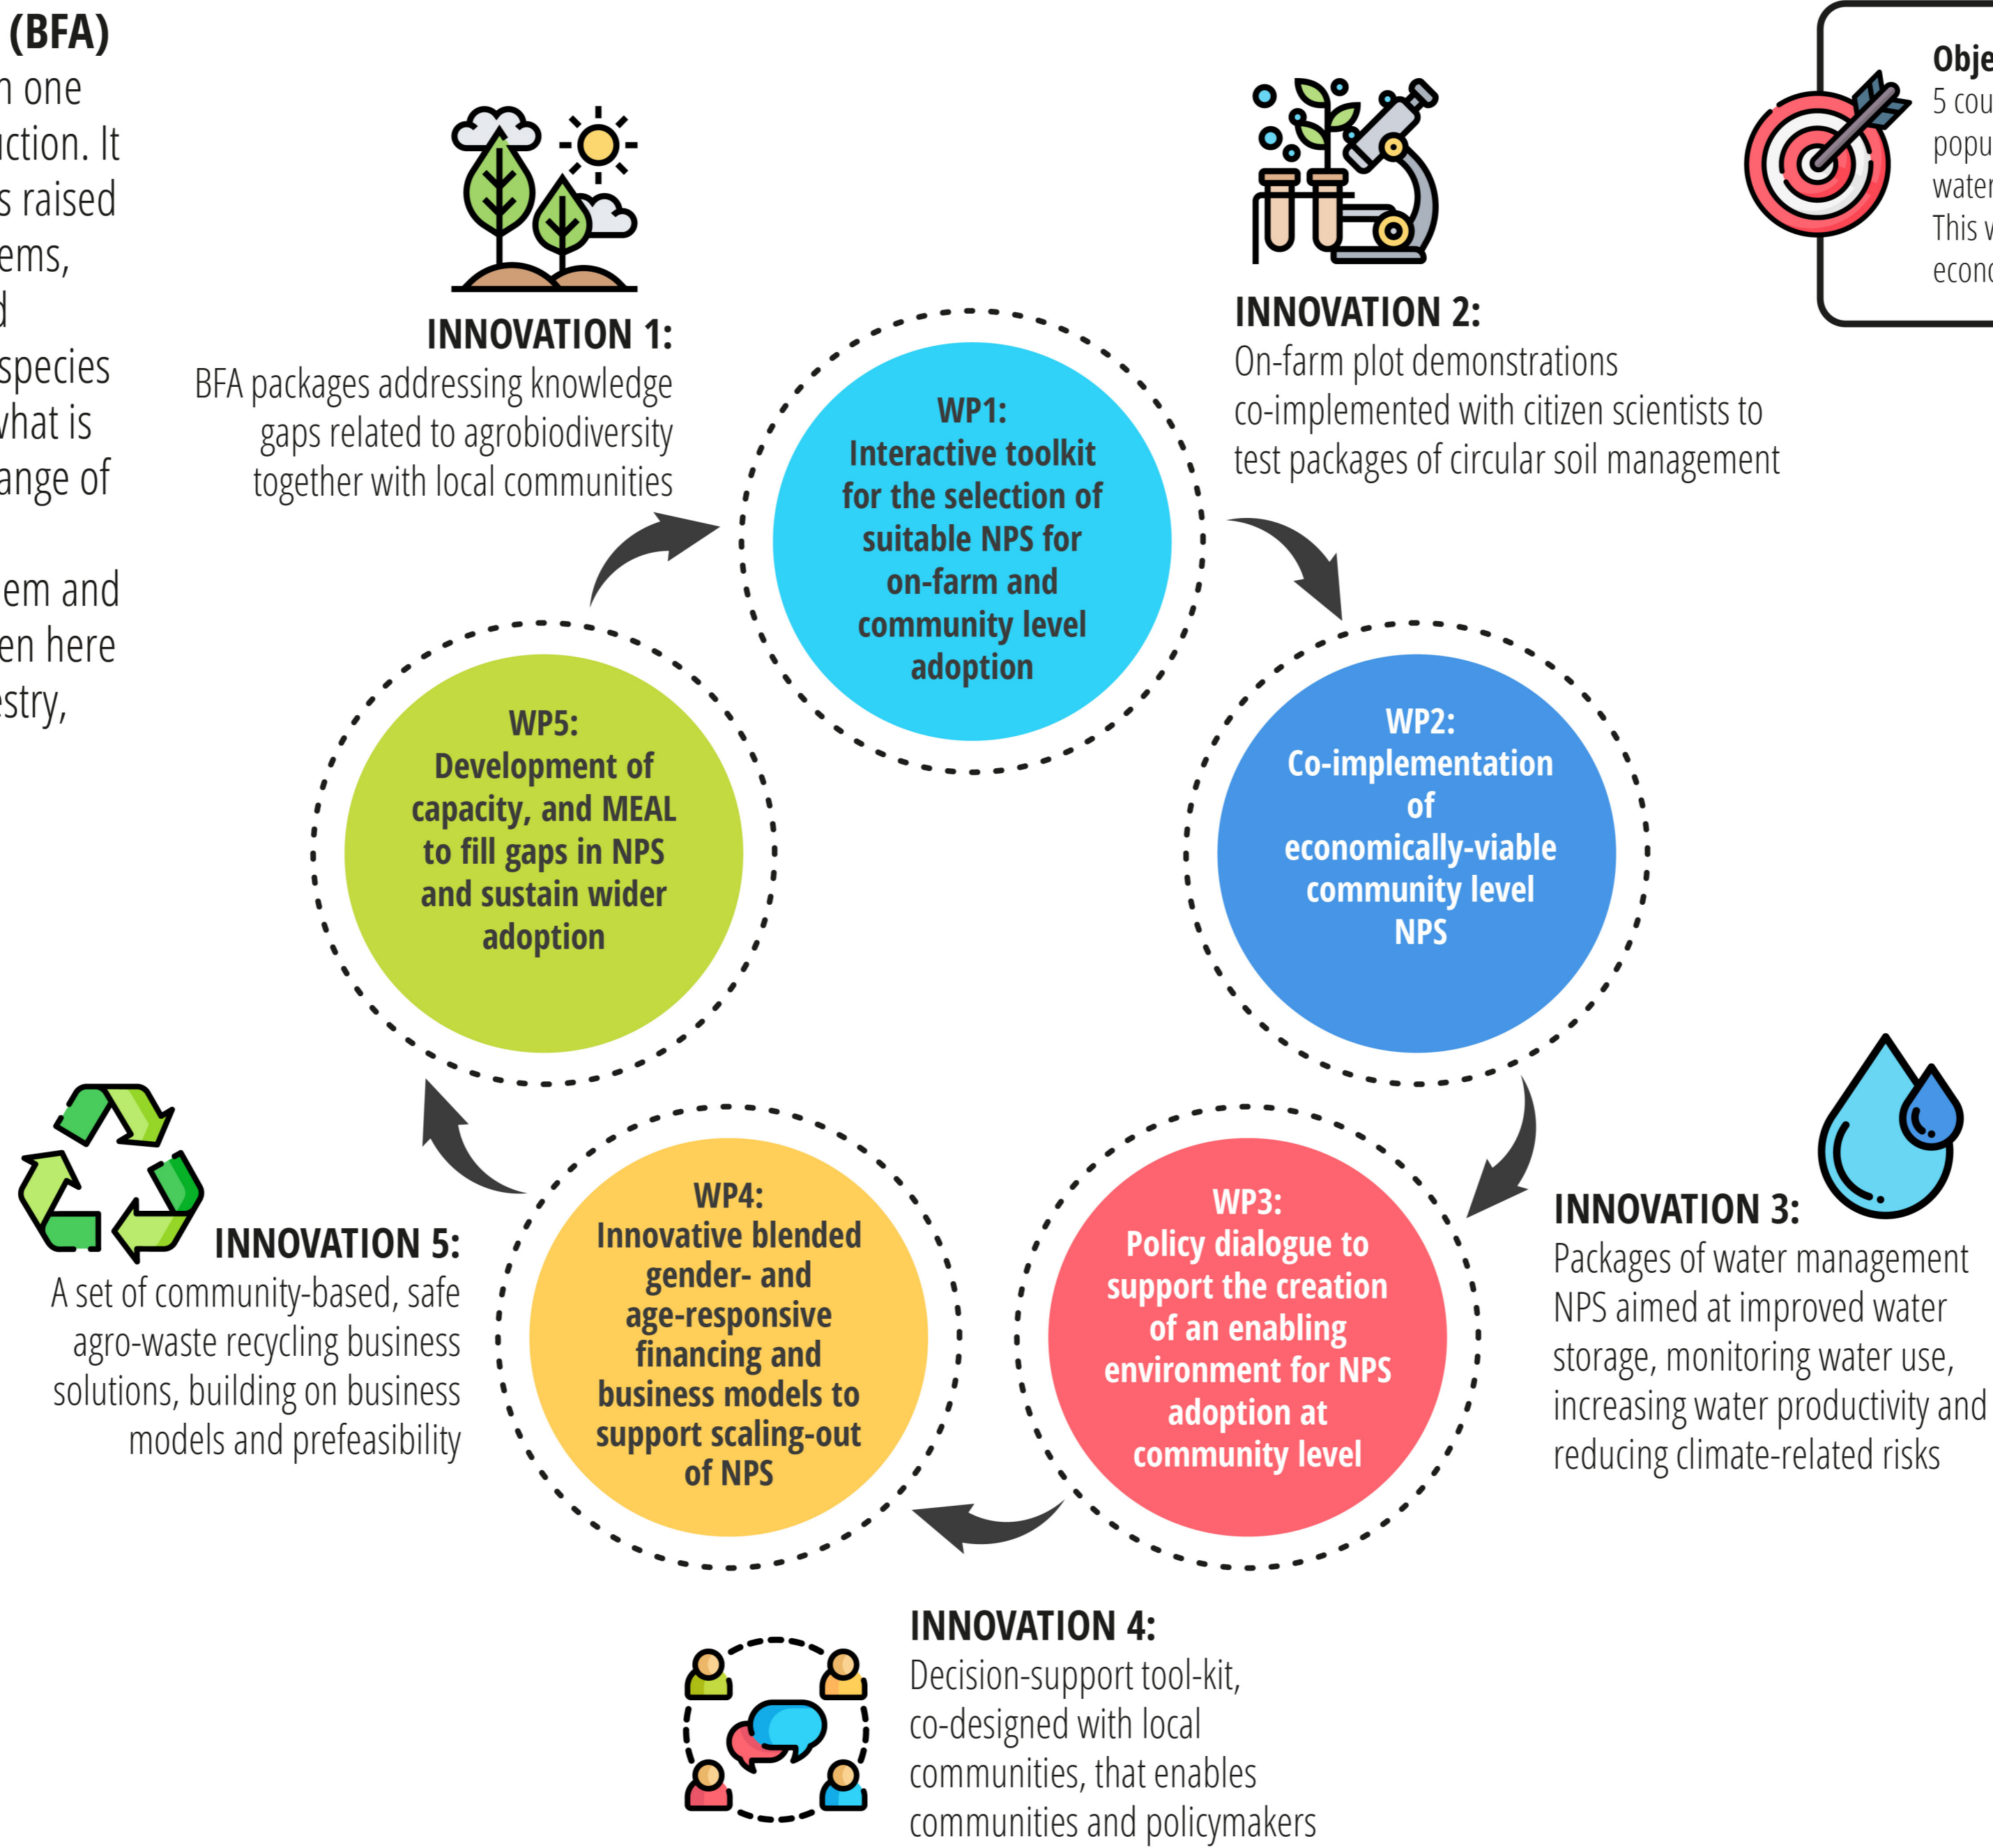 (BFA)
n one
uction. It
s raised
ems,
d
species
what is
ange of
em and
en here
estry,
INNOVATION 1:
BFA packages addressing knowledge
gaps related to agrobiodiversity
together with local communities
WP1:
Interactive toolkit
for the selection of
suitable NPS for
on-farm and
community level
adoption
INNOVATION 2:
On-farm plot demonstrations
co-implemented with citizen scientists to
test packages of circular soil management
Obje
5 cou
popu
water
This
econo
WP5:
Development of
capacity, and MEAL
to fill gaps in NPS
and sustain wider
adoption
WP2:
Co-implementation
of
economically-viable
community level
NPS
INNOVATION 5:
A set of community-based, safe
agro-waste recycling business
solutions, building on business
models and prefeasibility
WP4:
Innovative blended
gender- and
age-responsive
financing and
business models to
support scaling-out
of NPS
WP3:
Policy dialogue to
support the creation
of an enabling
environment for NPS
adoption at
community level
INNOVATION 3:
Packages of water management
NPS aimed at improved water
storage, monitoring water use,
increasing water productivity and
reducing climate-related risks
INNOVATION 4:
Decision-support tool-kit,
co-designed with local
communities, that enables
communities and policymakers